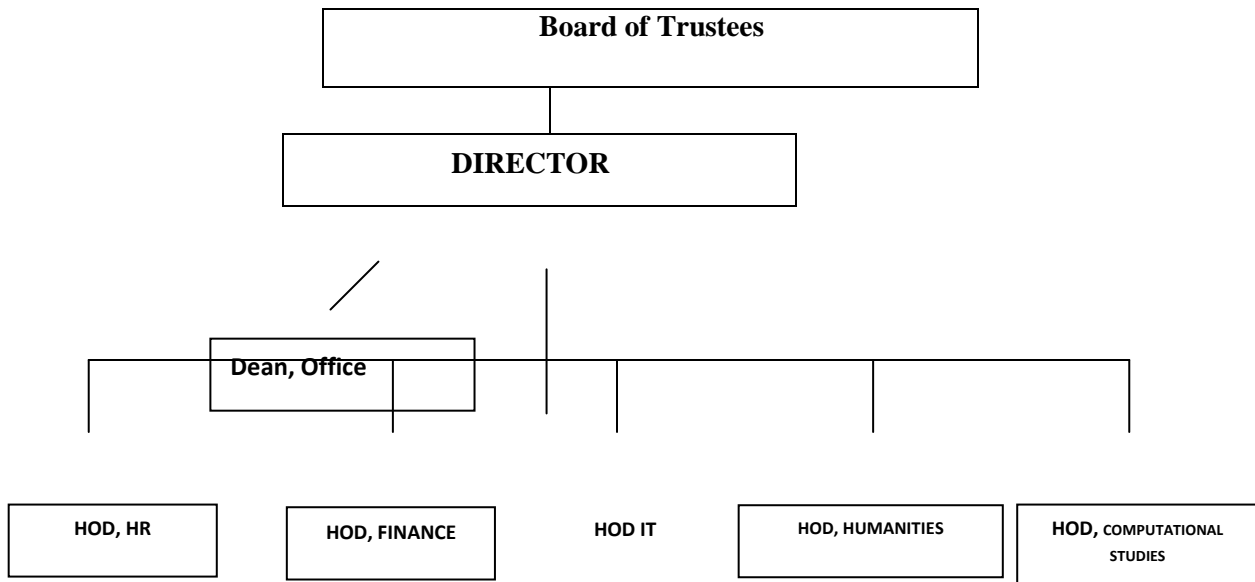 Board of Trustees
DIRECTOR
Dean, Office
HOD, HR
HOD, FINANCE
HOD IT
HOD, HUMANITIES
HOD, COMPUTATIONAL
STUDIES